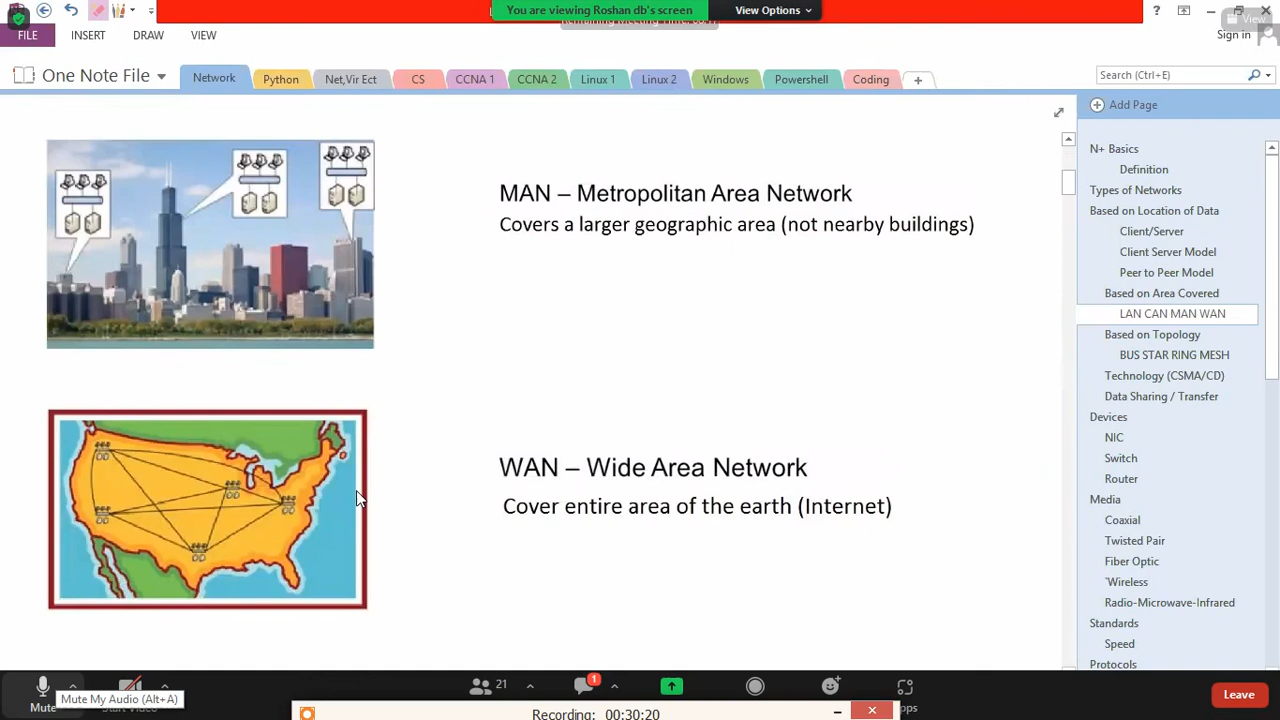 You are viewing Roshan db's screen
View Options
View
Sign in
FILE
INSERT
DRAW
VIEW
One Note File
Network
Python
Net,Vir Ect
CS
CCNA 1
CCNA 2
Linux 1
Linux 2
Windows
Powershell
Coding
Search (Ctrl+E)
Add Page
MAN – Metropolitan Area Network
Covers a larger geographic area (not nearby buildings)
WAN – Wide Area Network
Cover entire area of the earth (Internet)
N+ Basics
Definition
Types of Networks
Based on Location of Data
Client/Server
Client Server Model
Peer to Peer Model
Based on Area Covered
LAN CAN MAN WAN
Based on Topology
BUS STAR RING MESH
Technology (CSMA/CD)
Data Sharing / Transfer
Devices
NIC
Switch
Router
Media
Coaxial
Twisted Pair
Fiber Optic
`Wireless
Radio-Microwave-Infrared
Standards
Speed
Protocols
Mute
Mute My Audio (Alt+A)
Start Video
21
1
Leave
Recording: 00:30:20